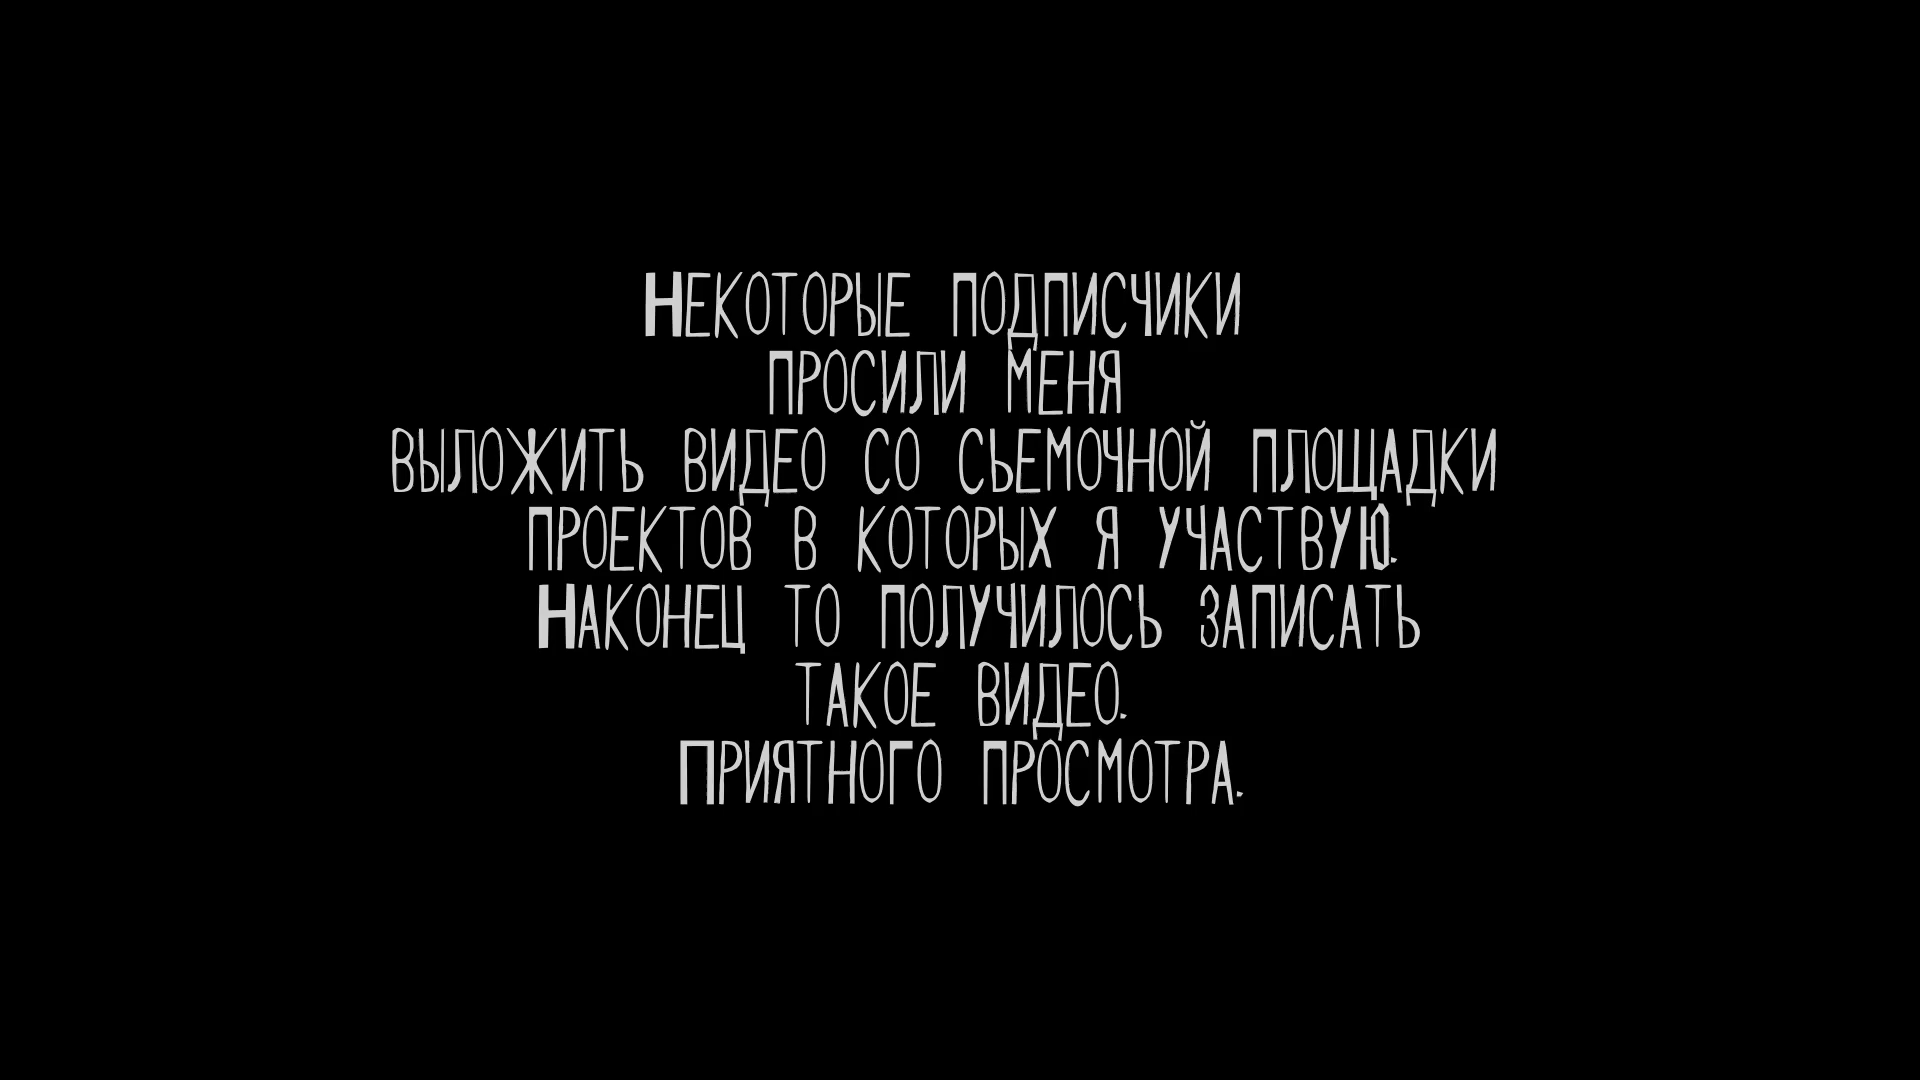 Некоторые подписчики
просили меня
выложить видео со сьемочной площадки
проектов в которых я участвую.
Наконец то получилось записать
такое видео.
Приятного просмотра.